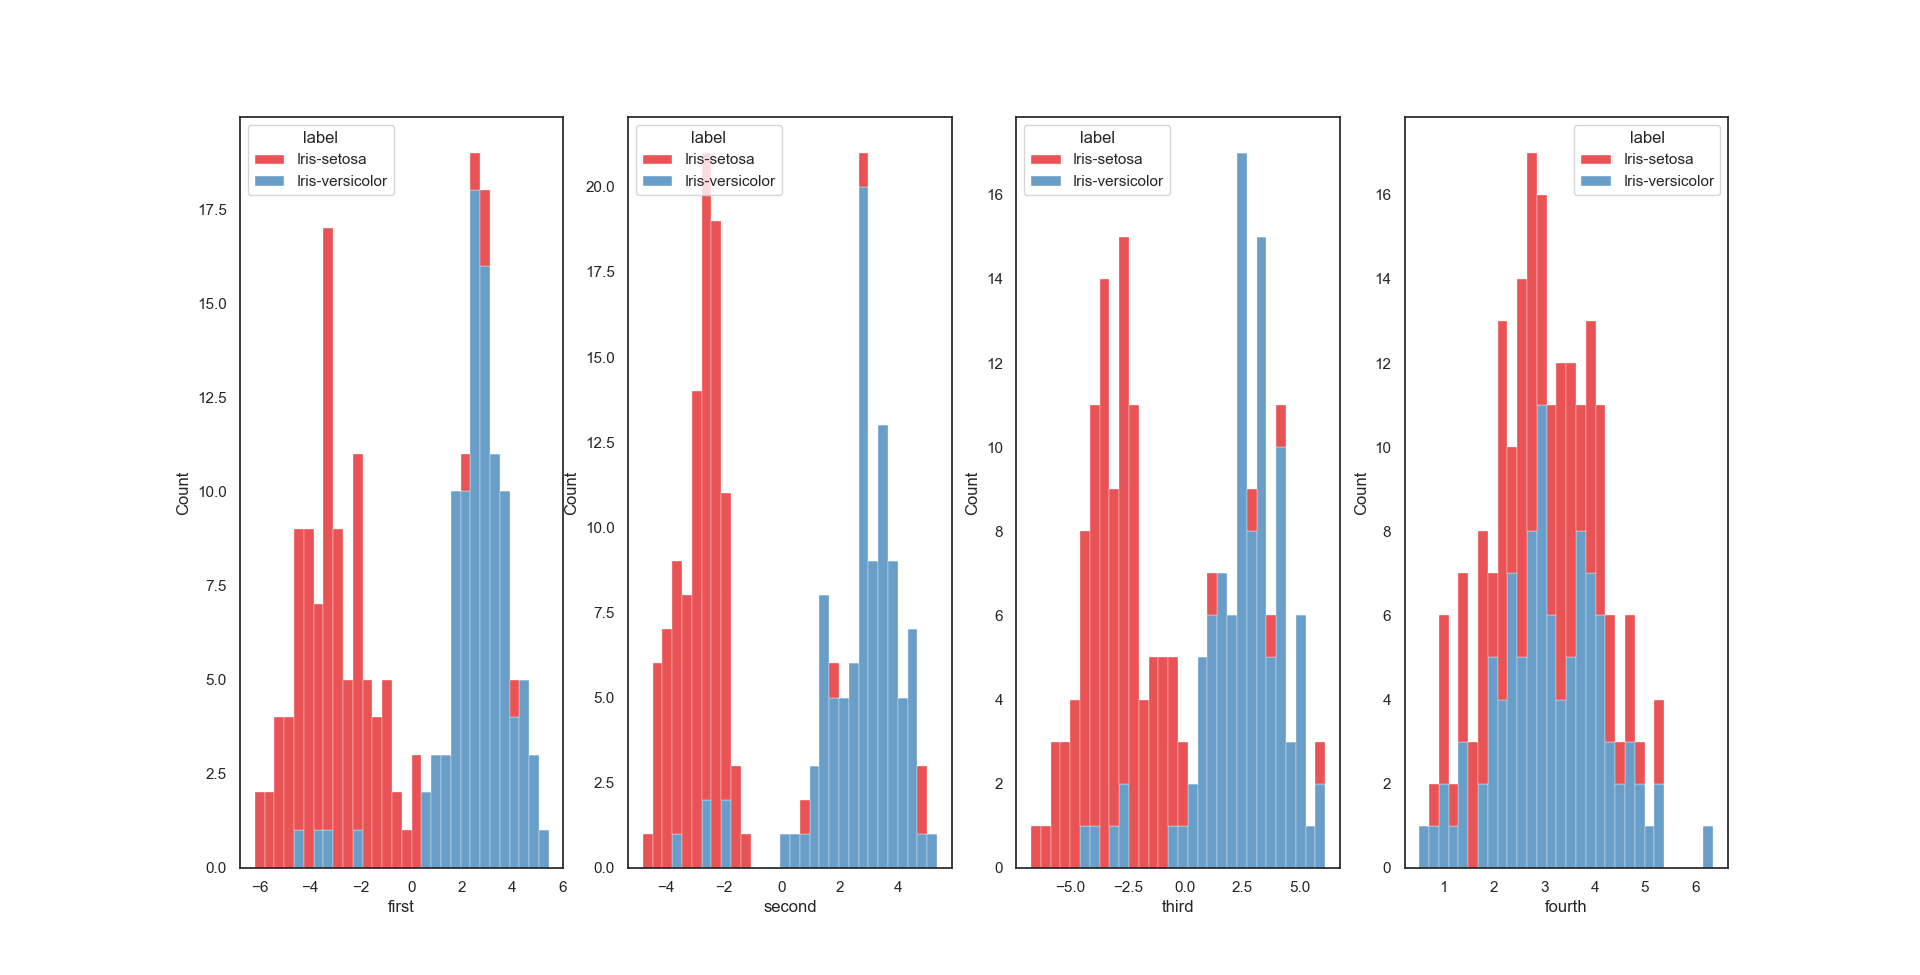 label
Iris-setosa
Iris-versicolor
17.5
15.0
12.5
10.0
7.5
5.0
2.5
0.0
Count
−6 −4 −2 0 2 4 6
first
label
Iris-setosa
Iris-versicolor
20.0
17.5
15.0
12.5
10.0
7.5
5.0
2.5
0.0
Count
−4 −2 0 2 4
second
label
Iris-setosa
Iris-versicolor
16
14
12
10
8
6
4
2
0
Count
−5.0 −2.5 0.0 2.5 5.0
third
label
Iris-setosa
Iris-versicolor
16
14
12
10
8
6
4
2
0
Count
1 2 3 4 5 6
fourth